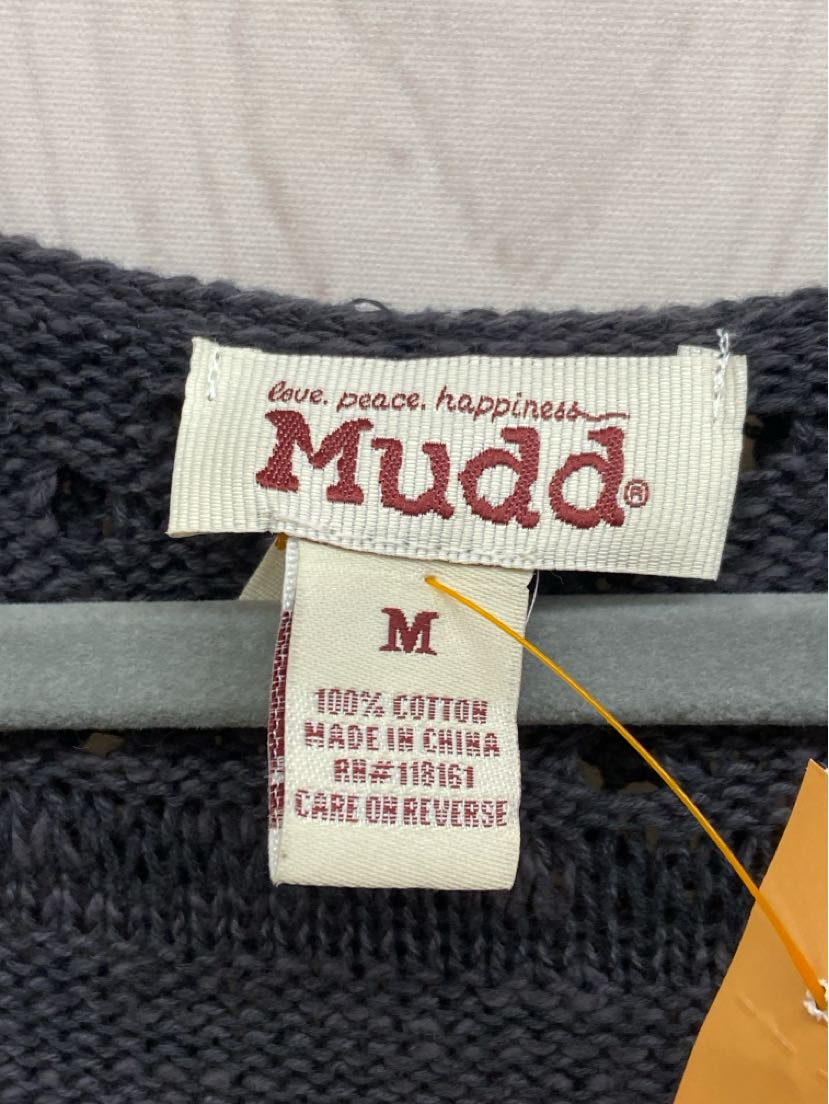 love. peace. happiness
Mudd®
M
100% COTTON
MADE IN CHINA
RN#118161
CARE ON REVERSE